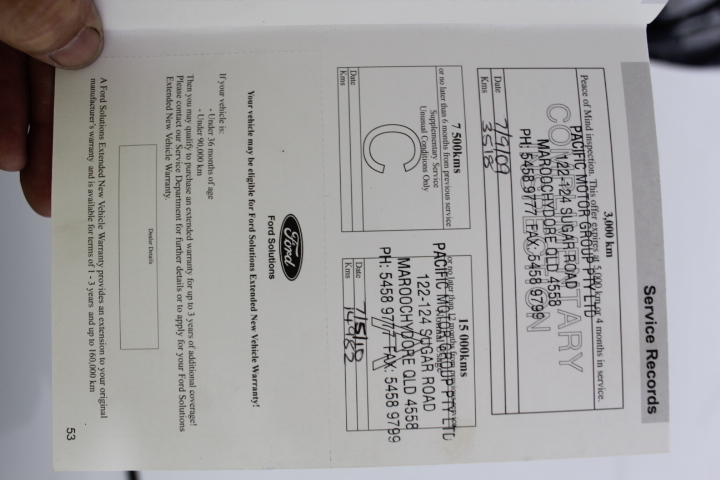 Service Records
3,000 km
Peace of Mind inspection. This offer expires at 5,000 km or 4 months in service.
COMPLIMENTARY
PACIFIC MOTOR GROUP PTY LTD
122-124 SUGAR ROAD
MAROOCHYDORE QLD 4558
PH: 5458 9777 FAX: 5458 9799
Date 7/9/09
Kms 3518
7 500kms
or no later than 6 months from previous service
Supplementary Service
Unusual Conditions Only
C
Date
Kms
15 000kms
or no later than 12 months
PACIFIC MOTOR GROUP PTY LTD
122-124 SUGAR ROAD
MAROOCHYDORE QLD 4558
PH: 5458 9777 FAX: 5458 9799
Date 7/5/10
Kms 14983
Ford
Ford Solutions
Your vehicle may be eligible for Ford Solutions Extended New Vehicle Warranty!
If your vehicle is:
- Under 36 months of age
- Under 90,000 km
Then you may qualify to purchase an extended warranty for up to 3 years of additional coverage!
Please contact our Service Department for further details or to apply for your Ford Solutions
Extended New Vehicle Warranty.
Dealer Details
A Ford Solutions Extended New Vehicle Warranty provides an extension to your original
manufacturer's warranty and is available for terms of 1 - 3 years and up to 160,000 km
53